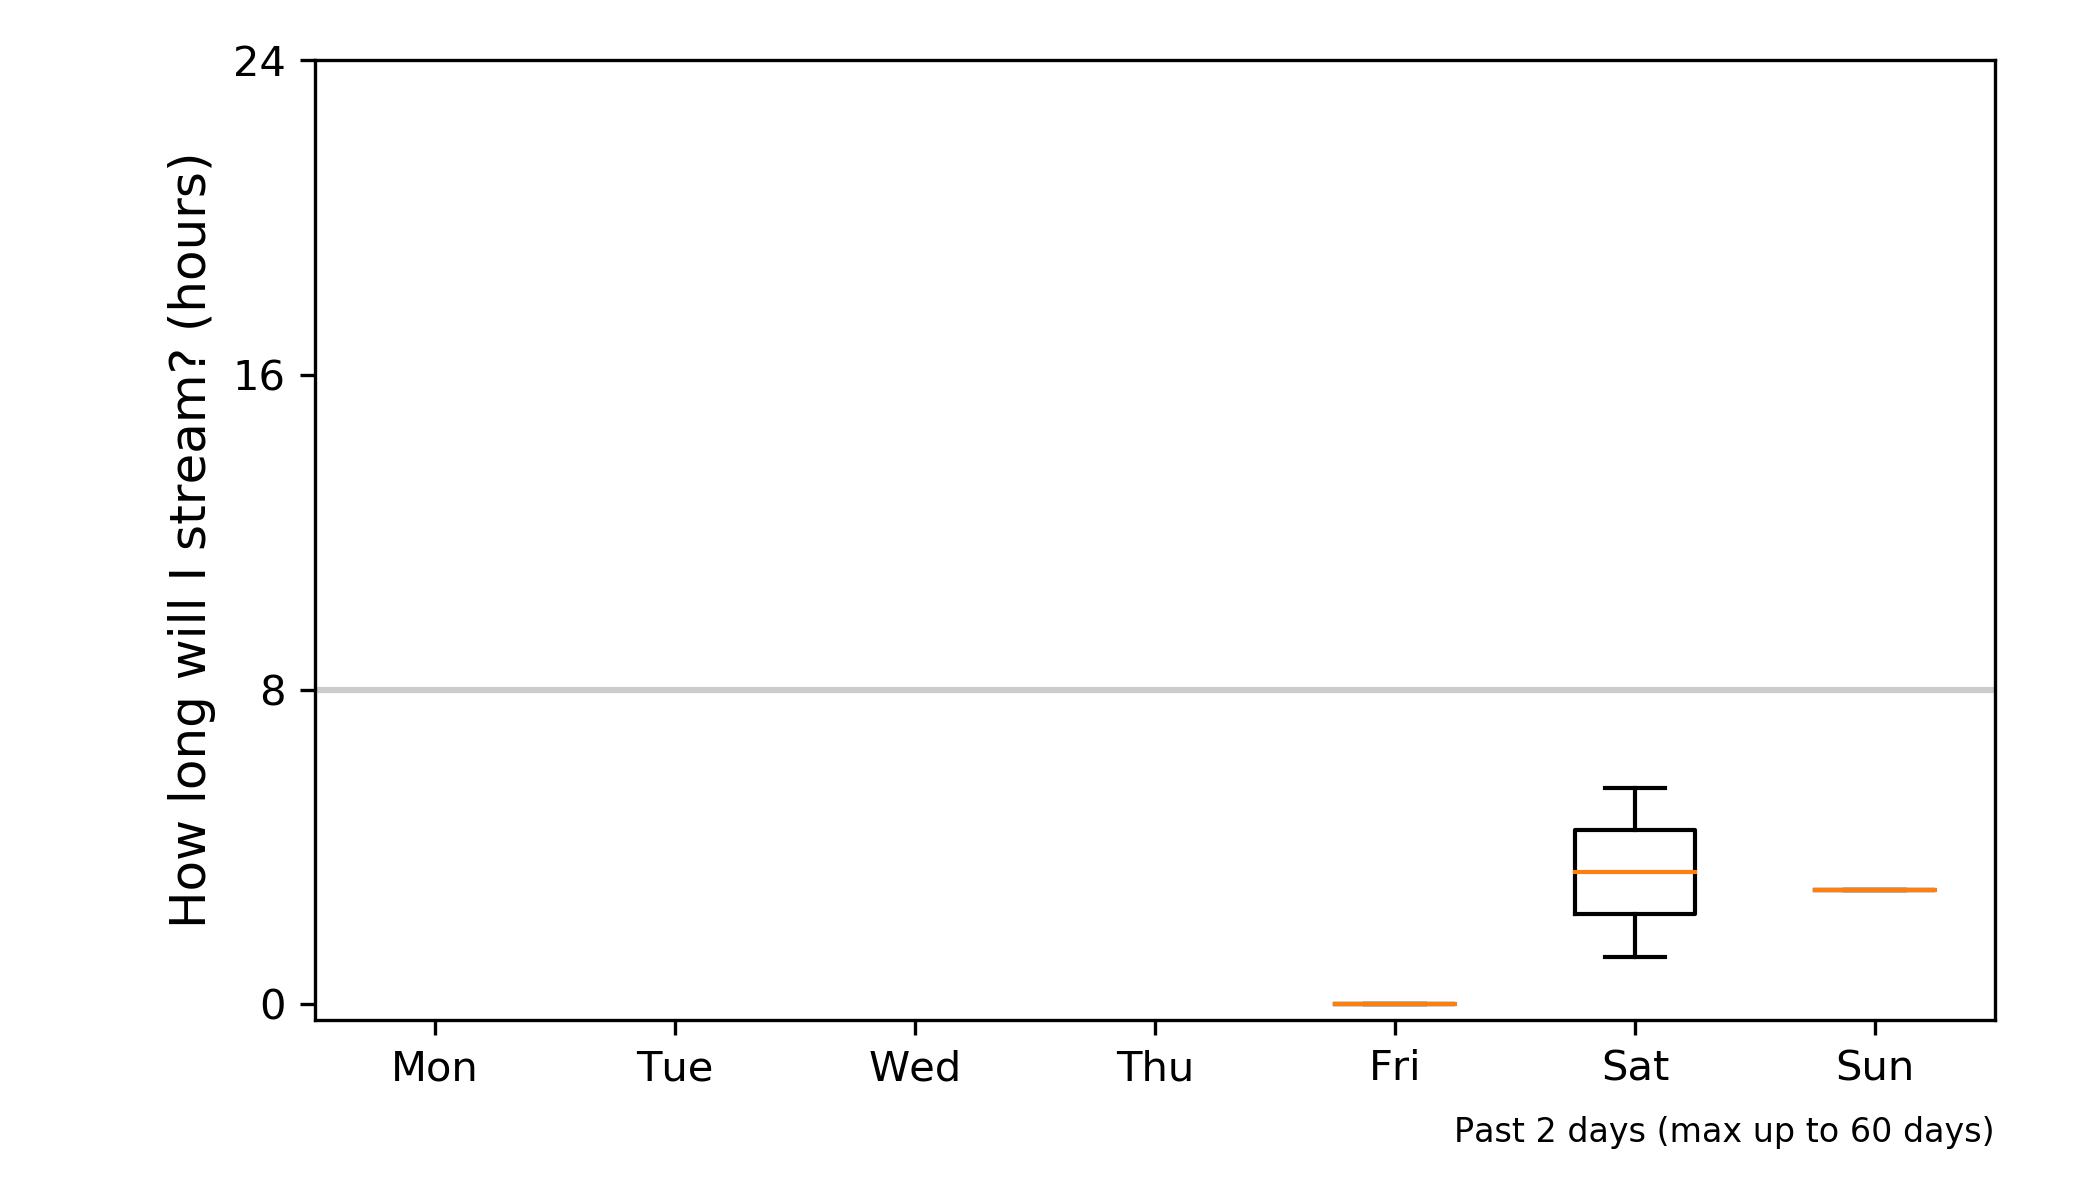 How long will I stream? (hours)
24
16
8
0
Mon Tue Wed Thu Fri Sat Sun
Past 2 days (max up to 60 days)